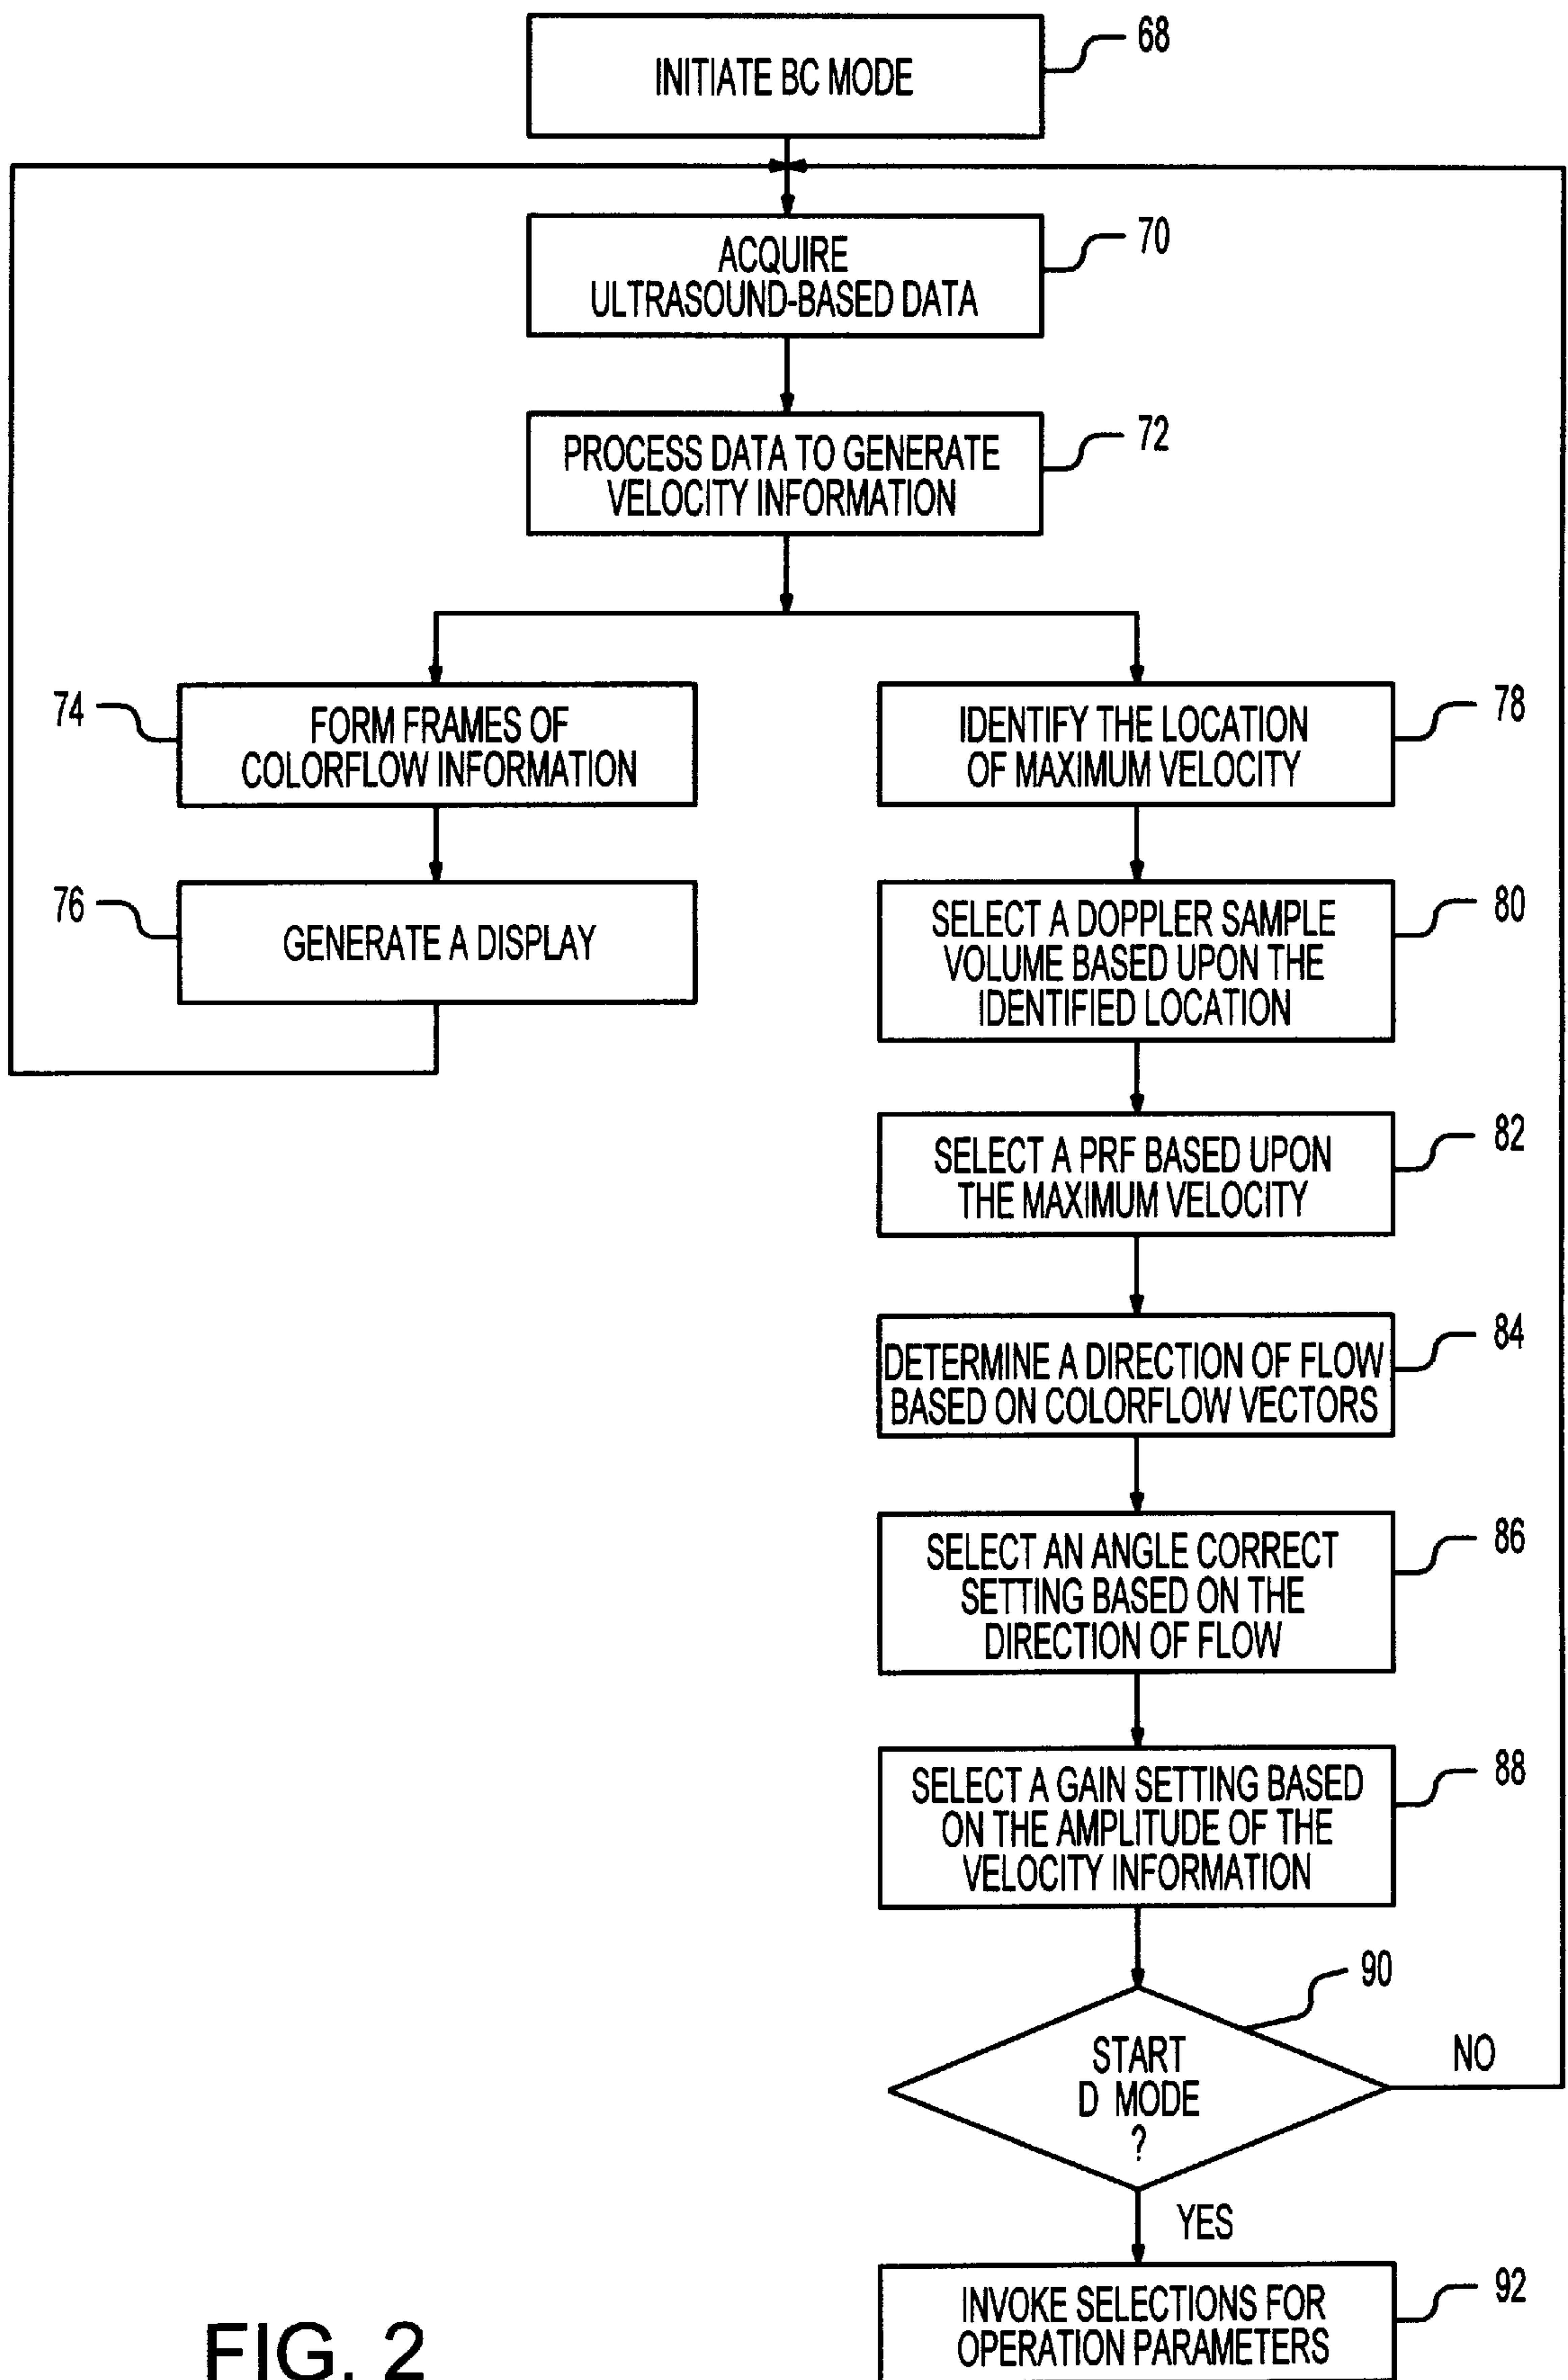 INITIATE BC MODE
68
ACQUIRE
ULTRASOUND-BASED DATA
70
PROCESS DATA TO GENERATE
VELOCITY INFORMATION
72
74
FORM FRAMES OF
COLORFLOW INFORMATION
76
GENERATE A DISPLAY
IDENTIFY THE LOCATION
OF MAXIMUM VELOCITY
78
SELECT A DOPPLER SAMPLE
VOLUME BASED UPON THE
IDENTIFIED LOCATION
80
SELECT A PRF BASED UPON
THE MAXIMUM VELOCITY
82
DETERMINE A DIRECTION OF FLOW
BASED ON COLORFLOW VECTORS
84
SELECT AN ANGLE CORRECT
SETTING BASED ON THE
DIRECTION OF FLOW
86
SELECT A GAIN SETTING BASED
ON THE AMPLITUDE OF THE
VELOCITY INFORMATION
88
START
D MODE
?
90
NO
YES
INVOKE SELECTIONS FOR
OPERATION PARAMETERS
92
FIG. 2